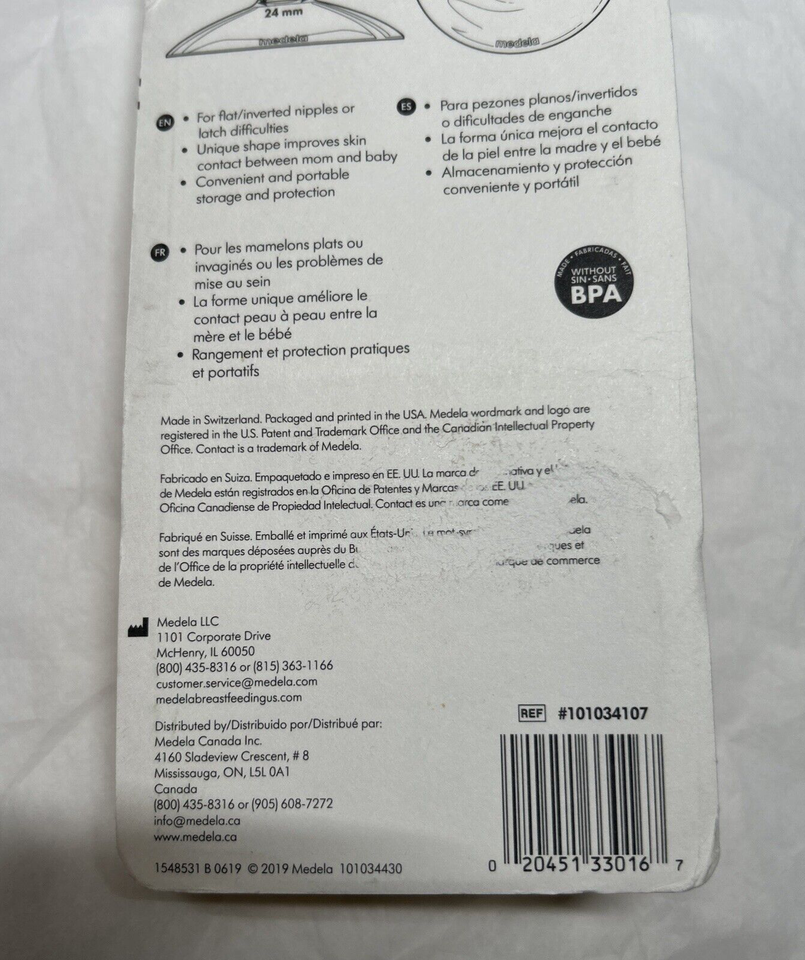 24 mm
medela
medela
EN
• For flat/inverted nipples or
latch difficulties
• Unique shape improves skin
contact between mom and baby
• Convenient and portable
storage and protection
ES
• Para pezones planos/invertidos
o dificultades de enganche
• La forma única mejora el contacto
de la piel entre la madre y el bebé
• Almacenamiento y protección
conveniente y portátil
FR
• Pour les mamelons plats ou
invaginés ou les problèmes de
mise au sein
• La forme unique améliore le
contact peau à peau entre la
mère et le bébé
• Rangement et protection pratiques
et portatifs
MADE • FABRICADAS • FAIT
WITHOUT
SIN•SANS
BPA
Made in Switzerland. Packaged and printed in the USA. Medela wordmark and logo are
registered in the U.S. Patent and Trademark Office and the Canadian Intellectual Property
Office. Contact is a trademark of Medela.
Fabricado en Suiza. Empaquetado e impreso en EE. UU. La marca y el
de Medela están registrados en la Oficina de Patentes y Marcas EE. UU.
Oficina Canadiense de Propiedad Intelectual. Contact es
Fabriqué en Suisse. Emballé et imprimé aux
sont des marques déposées auprès du et
de l'Office de la propriété intellectuelle de commerce
de Medela.
Medela LLC
1101 Corporate Drive
McHenry, IL 60050
(800) 435-8316 or (815) 363-1166
customer.service@medela.com
medelabreastfeedingus.com
Distributed by/Distribuido por/Distribué par:
Medela Canada Inc.
4160 Sladeview Crescent, # 8
Mississauga, ON, L5L 0A1
Canada
(800) 435-8316 or (905) 608-7272
info@medela.ca
www.medela.ca
1548531 B 0619 © 2019 Medela 101034430
REF #101034107
0 20451 33016 7